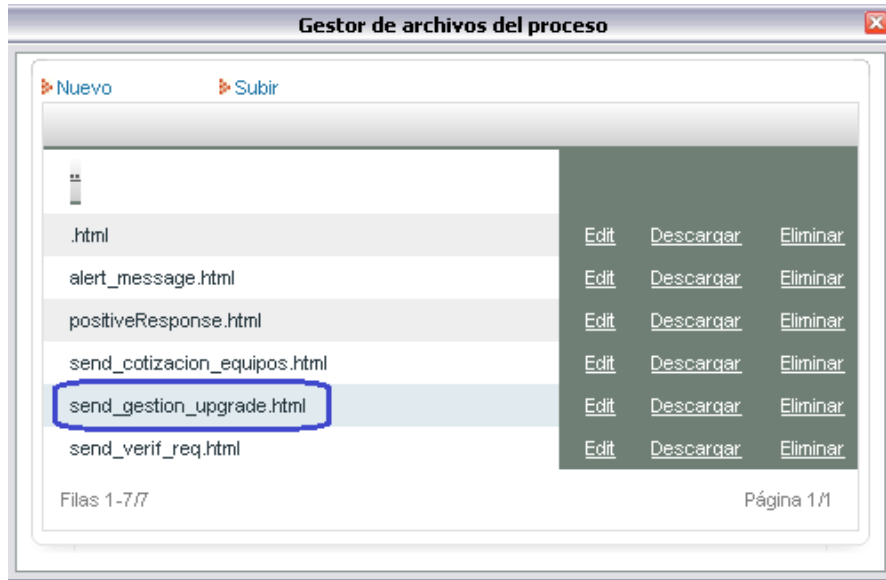 Gestor de archivos del proceso
Nuevo Subir
..
.html Edit Descargar Eliminar
alert_message.html Edit Descargar Eliminar
positiveResponse.html Edit Descargar Eliminar
send_cotizacion_equipos.html Edit Descargar Eliminar
send_gestion_upgrade.html Edit Descargar Eliminar
send_verif_req.html Edit Descargar Eliminar
Filas 1-7/7 Página 1/1